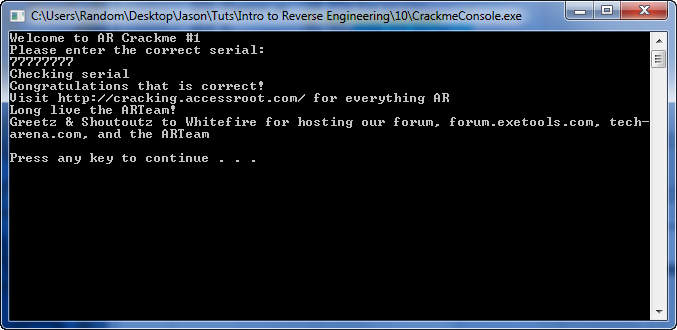 C:\Users\Random\Desktop\Jason\Tuts\Intro to Reverse Engineering\10\CrackmeConsole.exe
Welcome to AR Crackme #1
Please enter the correct serial:
77777777
Checking serial
Congratulations that is correct!
Visit http://cracking.accessroot.com/ for everything AR
Long live the ARTeam!
Greetz & Shoutoutz to Whitefire for hosting our forum, forum.exetools.com, tech-
arena.com, and the ARTeam
Press any key to continue . . .